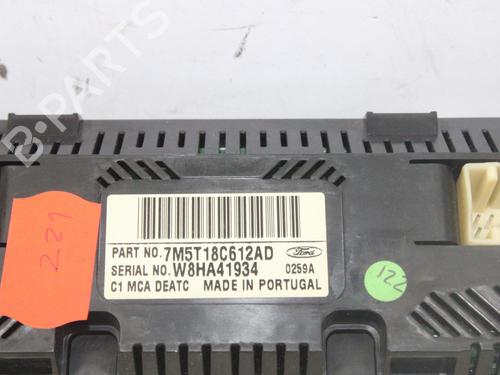 B-PARTS
PART NO. 7M5T18C612AD
Ford
SERIAL NO. W8HA41934
0259A
C1 MCA DEATC MADE IN PORTUGAL
221
122